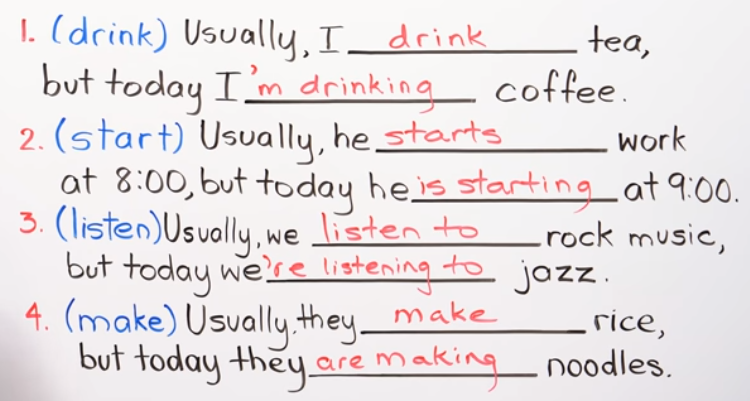 1. (drink) Usually, I drink tea,
but today I'm drinking coffee.
2. (start) Usually, he starts work
at 8:00, but today he is starting at 9:00.
3. (listen) Usually, we listen to rock music,
but today we're listening to jazz.
4. (make) Usually, they make rice,
but today they are making noodles.